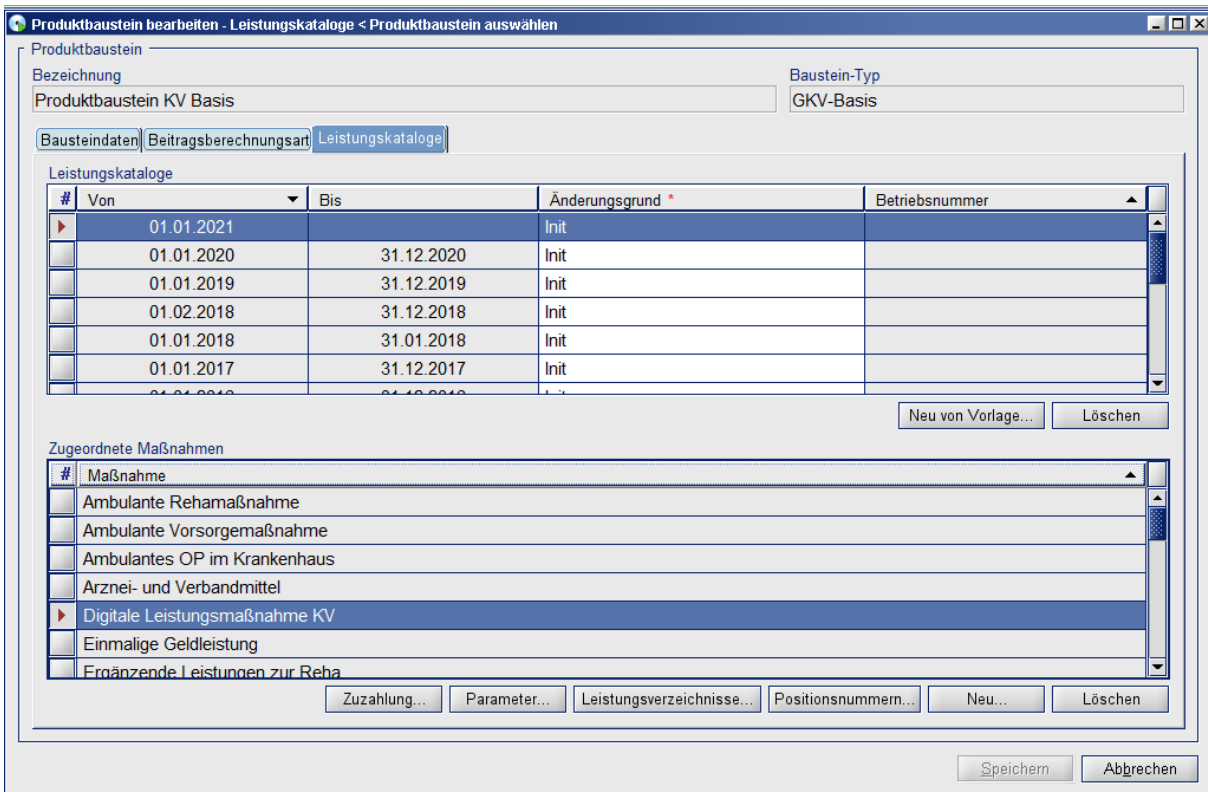 Produktbaustein bearbeiten - Leistungskataloge < Produktbaustein auswählen
Produktbaustein
Bezeichnung Baustein-Typ
Produktbaustein KV Basis GKV-Basis
Bausteindaten Beitragsberechnungsart Leistungskataloge
Leistungskataloge
# Von Bis Änderungsgrund * Betriebsnummer
01.01.2021 Init
01.01.2020 31.12.2020 Init
01.01.2019 31.12.2019 Init
01.02.2018 31.12.2018 Init
01.01.2018 31.01.2018 Init
01.01.2017 31.12.2017 Init
Neu von Vorlage... Löschen
Zugeordnete Maßnahmen
# Maßnahme
Ambulante Rehamaßnahme
Ambulante Vorsorgemaßnahme
Ambulantes OP im Krankenhaus
Arznei- und Verbandmittel
Digitale Leistungsmaßnahme KV
Einmalige Geldleistung
Ergänzende Leistungen zur Reha
Zuzahlung... Parameter... Leistungsverzeichnisse... Positionsnummern... Neu... Löschen
Speichern Abbrechen